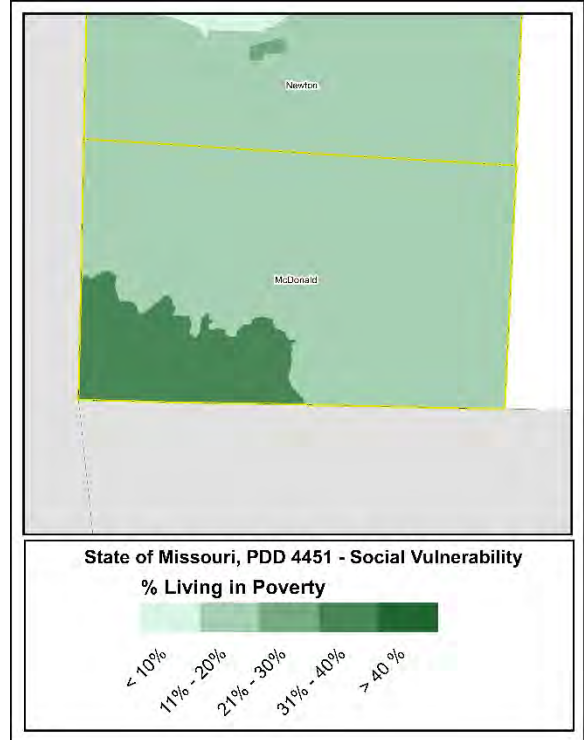 Newton
McDonald
State of Missouri, PDD 4451 - Social Vulnerability
% Living in Poverty
< 10%
11% - 20%
21% - 30%
31% - 40%
> 40 %